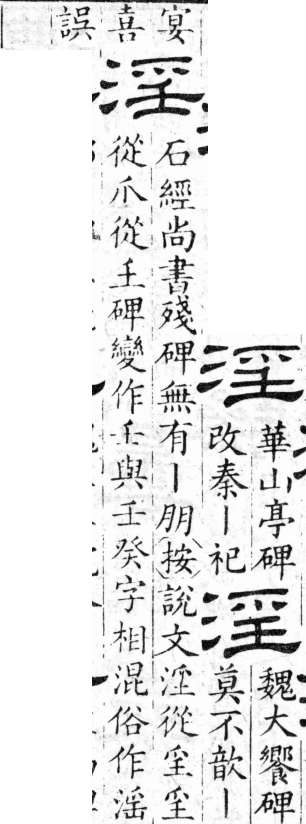 淫
華山亭碑
改秦丨祀
淫
魏大饗碑
莫不歆丨
宴
喜
誤
淫
石經尚書殘碑無有丨朋按說文淫從㸒㸒
從爪從𡈼碑變作壬與壬癸字相混俗作滛